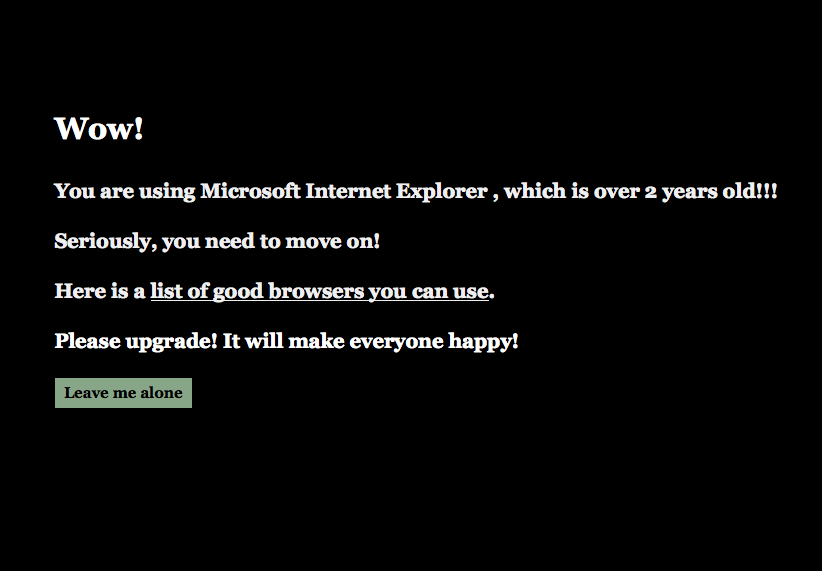 Wow!
You are using Microsoft Internet Explorer , which is over 2 years old!!!
Seriously, you need to move on!
Here is a list of good browsers you can use.
Please upgrade! It will make everyone happy!
Leave me alone